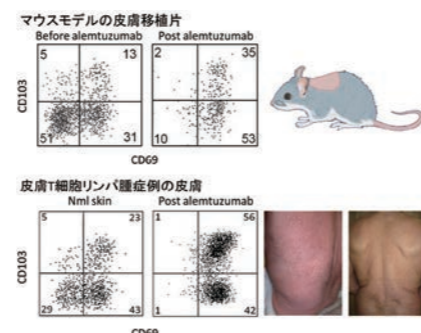 マウスモデルの皮膚移植片
Before alemtuzumab Post alemtuzumab
5 13 2 35
CD103
51 31 10 53
CD69
皮膚T細胞リンパ腫症例の皮膚
Nml skin Post alemtuzumab
5 23 1 56
CD103
29 43 1 42
CD69